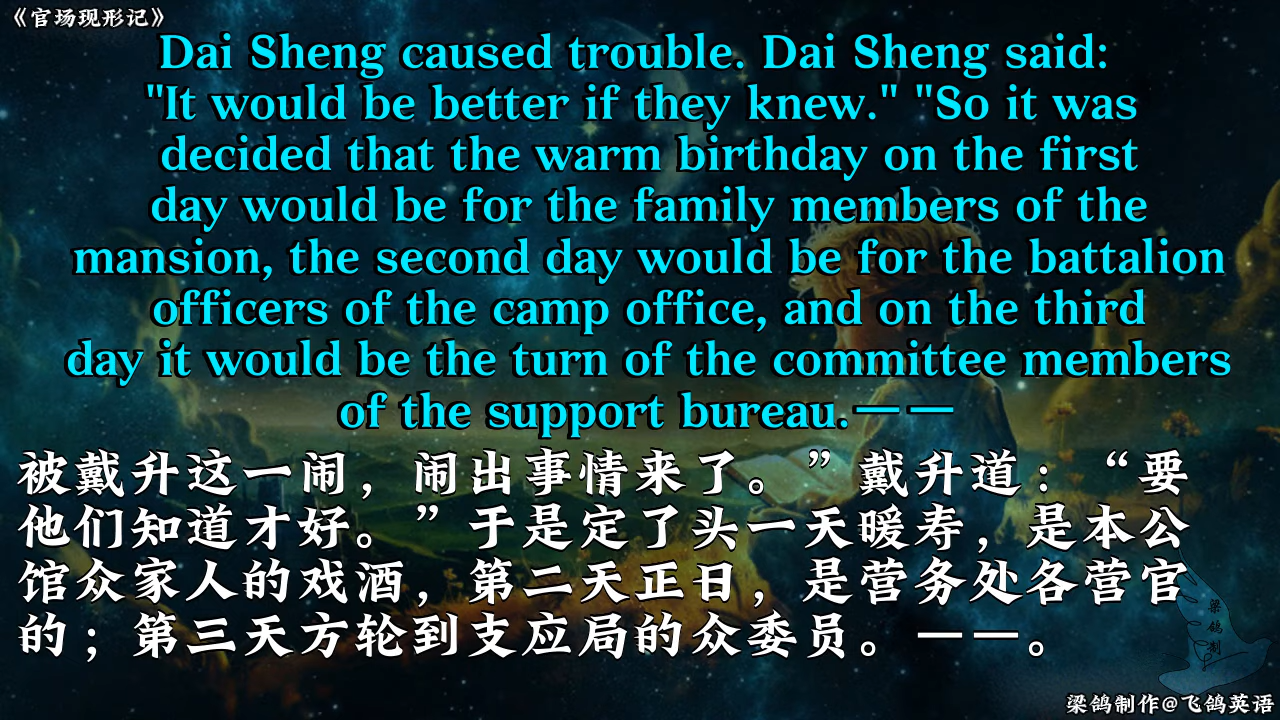 《官场现形记》
Dai Sheng caused trouble. Dai Sheng said:
"It would be better if they knew." "So it was
decided that the warm birthday on the first
day would be for the family members of the
mansion, the second day would be for the battalion
officers of the camp office, and on the third
day it would be the turn of the committee members
of the support bureau.一一
被戴升这一闹，闹出事情来了。”戴升道：“要
他们知道才好。”于是定了头一天暖寿，是本公
馆众家人的戏酒，第二天正日，是营务处各营官
的；第三天方轮到支应局的众委员。一一。
梁鸽制
梁鸽制作@飞鸽英语